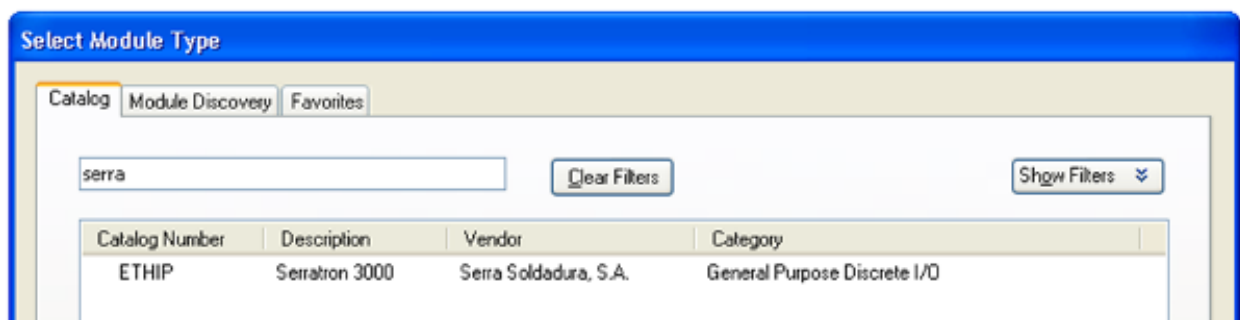 Select Module Type
Catalog Module Discovery Favorites
serra Clear Filters Show Filters
Catalog Number Description Vendor Category
ETHIP Serratron 3000 Serra Soldadura, S.A. General Purpose Discrete I/O